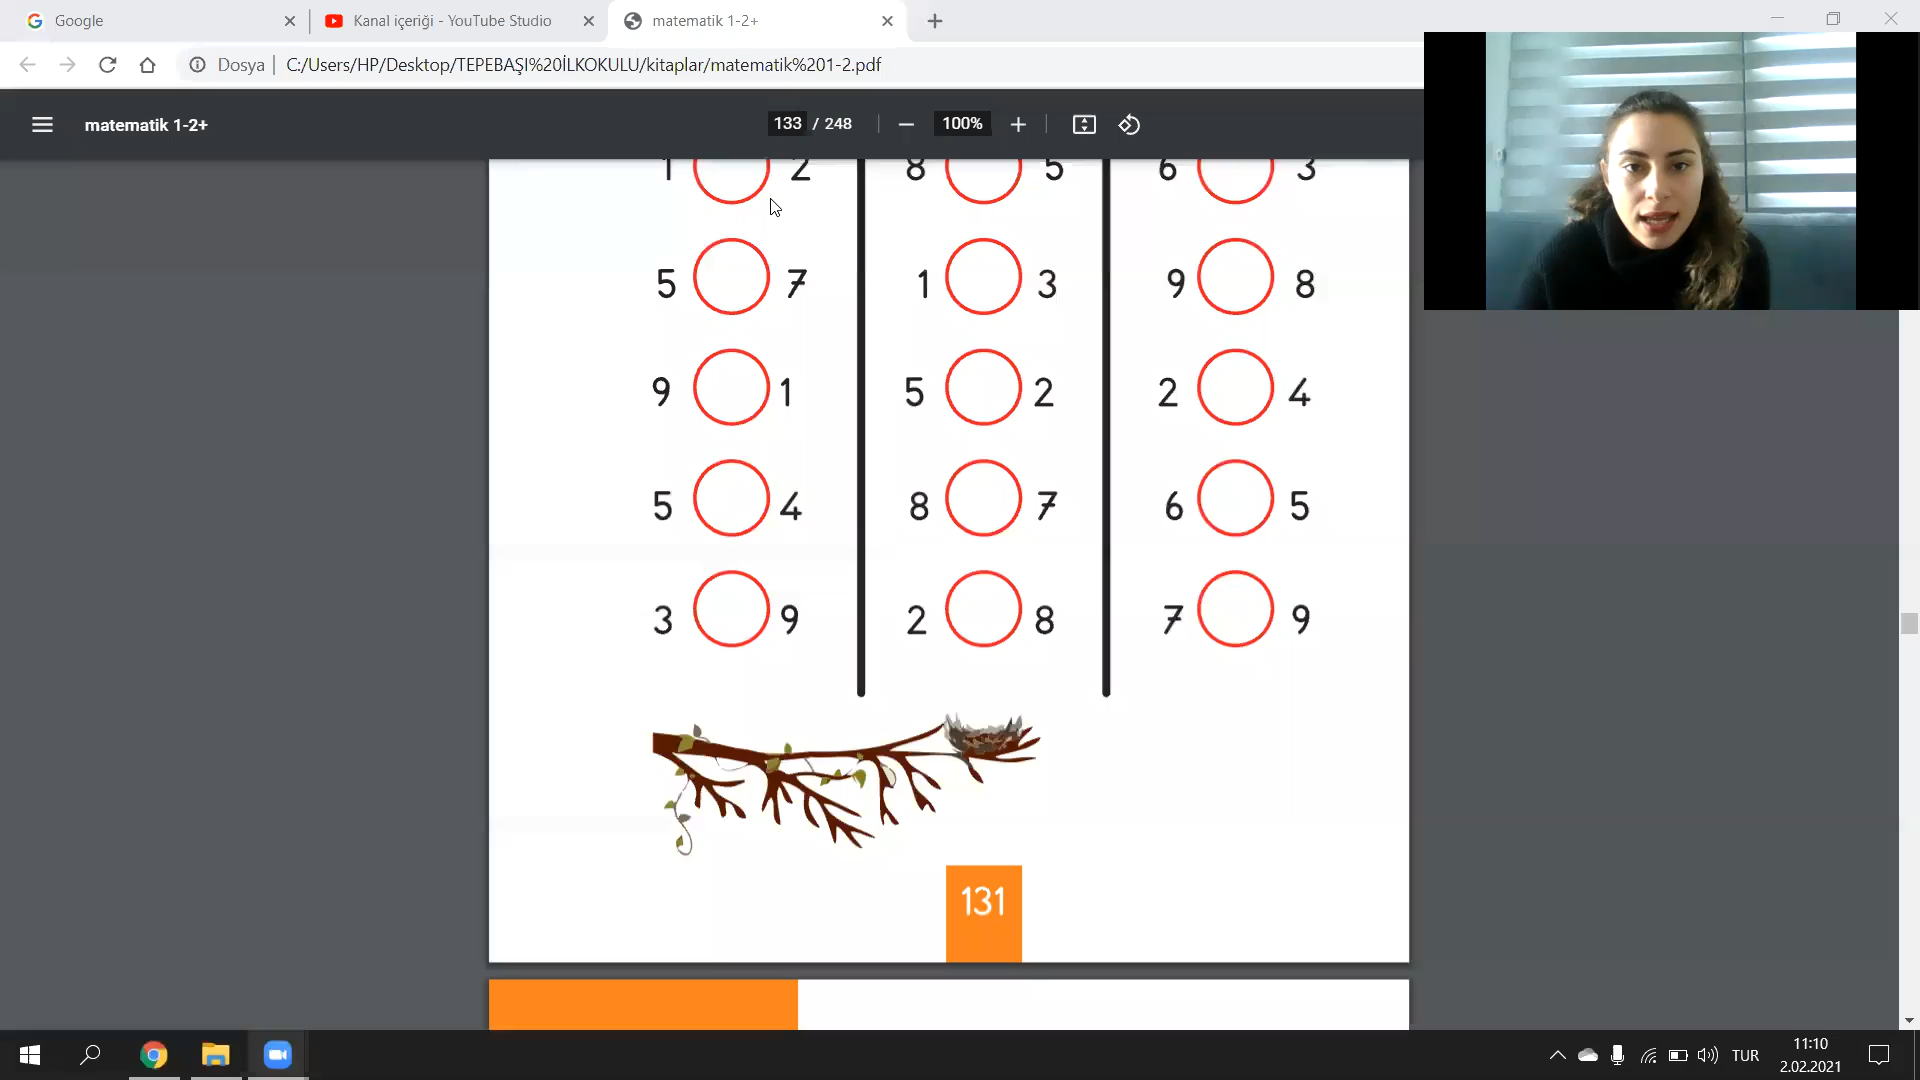 Google
Kanal içeriği - YouTube Studio
matematik 1-2+
Dosya
C:/Users/HP/Desktop/TEPEBAŞI%20İLKOKULU/kitaplar/matematik%201-2.pdf
matematik 1-2+
133 / 248
100%
1 2 8 5 6 3
5 7 1 3 9 8
9 1 5 2 2 4
5 4 8 7 6 5
3 9 2 8 7 9
131
TUR
11:10
2.02.2021